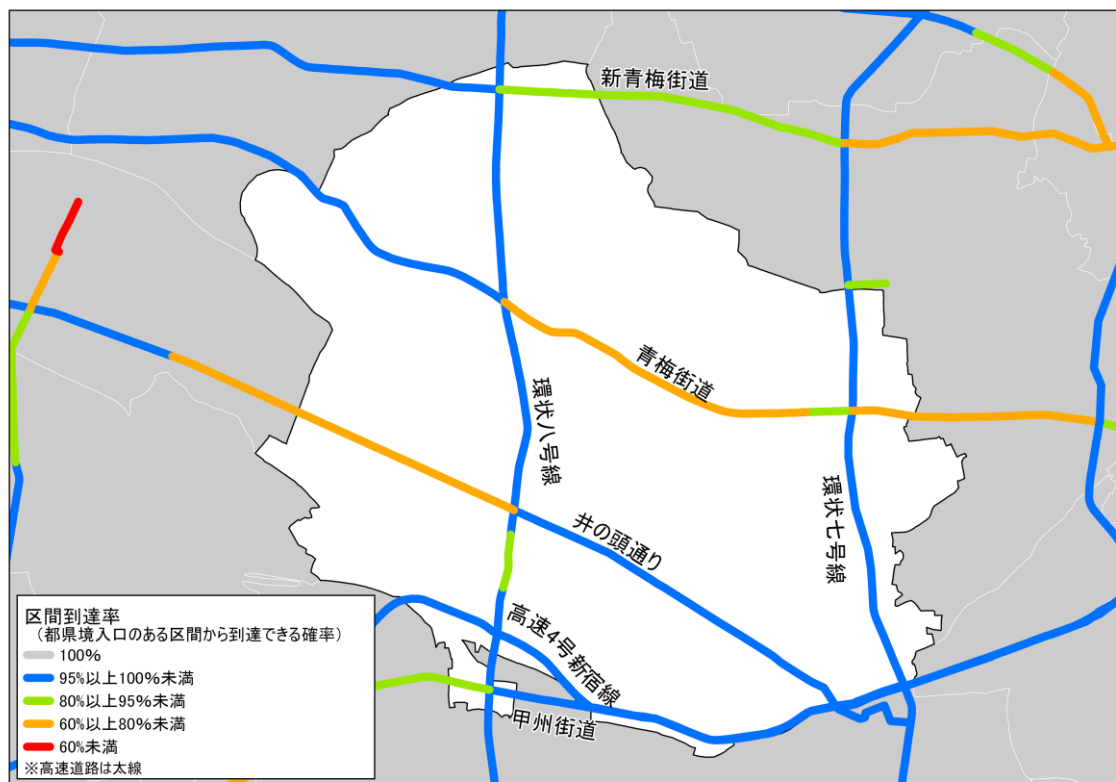 新青梅街道
青梅街道
環状八号線
環状七号線
井の頭通り
高速4号新宿線
甲州街道
区間到達率
（都県境入口のある区間から到達できる確率）
100%
95%以上100%未満
80%以上95%未満
60%以上80%未満
60%未満
※高速道路は太線